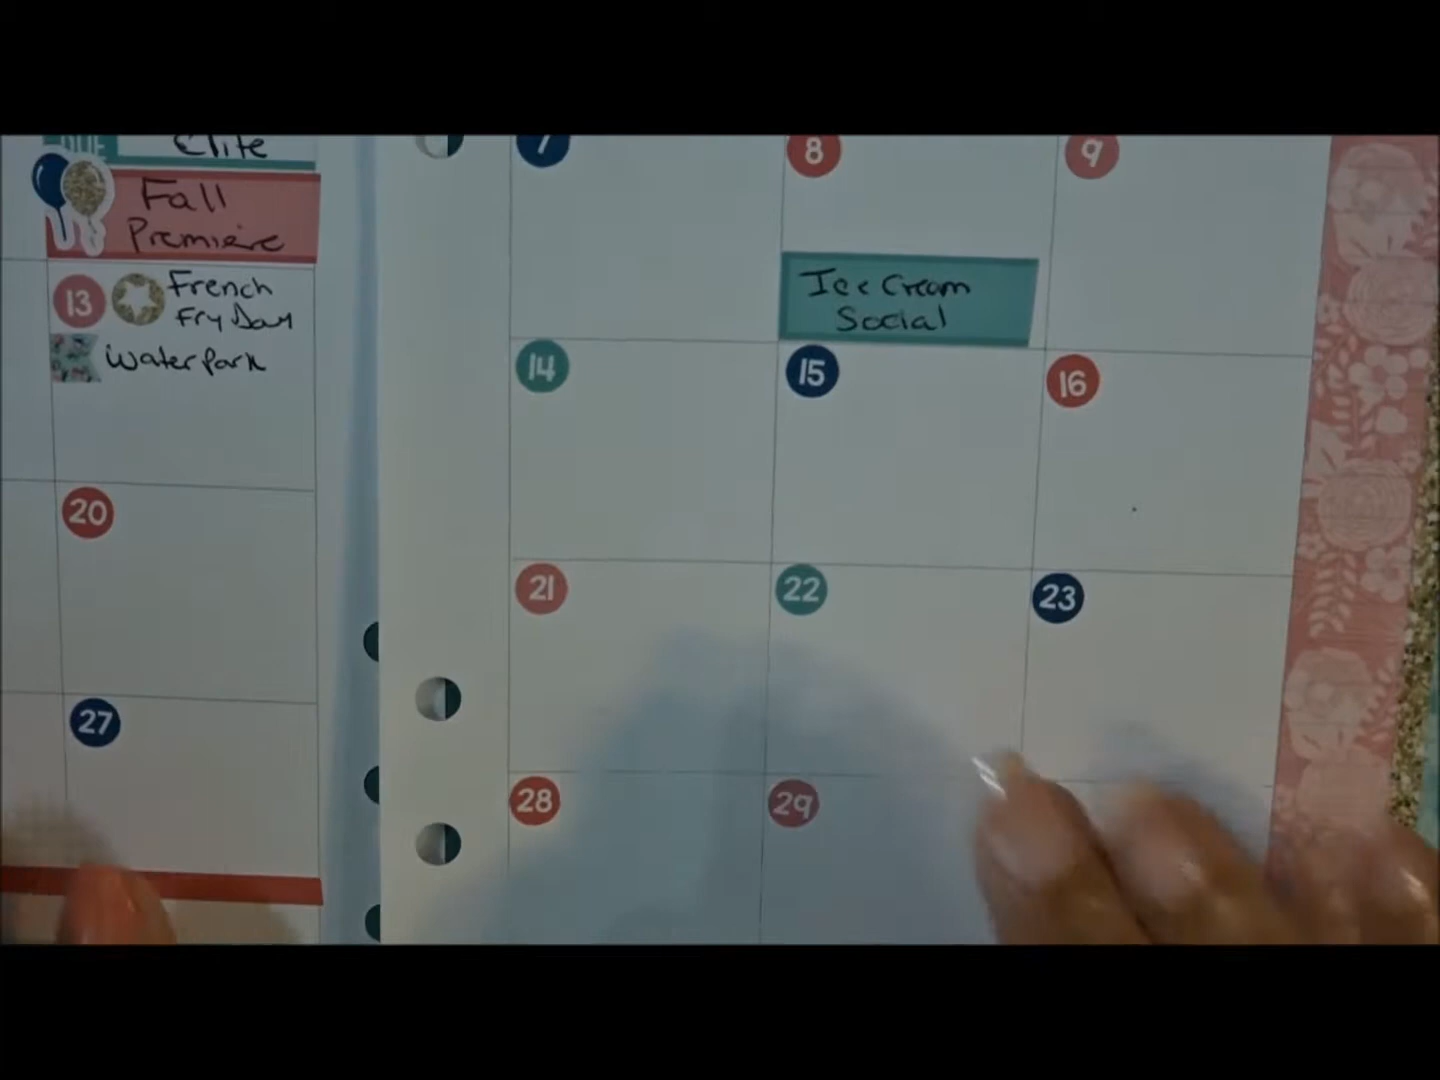 DUE
Elite
Fall
Premiere
13
French
Fry Day
Waterpark
20
27
7
8
9
Ice Cream
Social
14
15
16
21
22
23
28
29